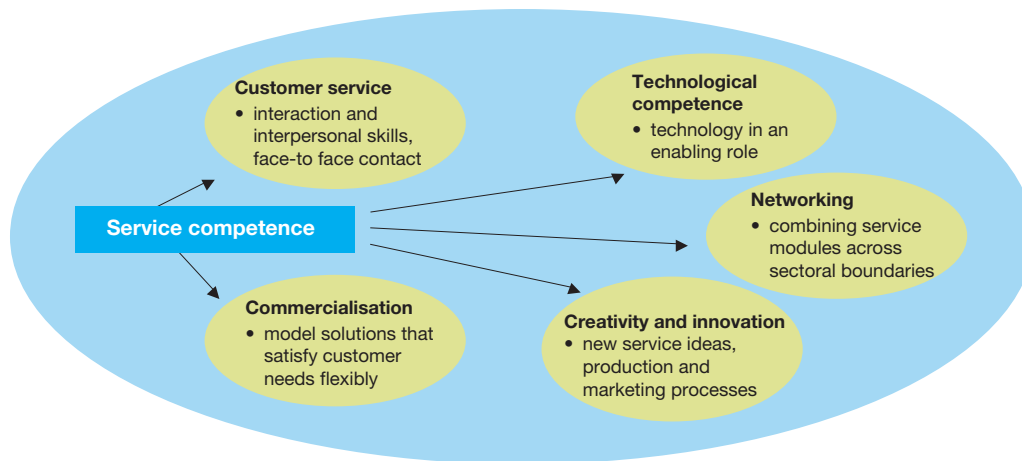 Customer service
• interaction and
interpersonal skills,
face-to face contact
Technological
competence
• technology in an
enabling role
Service competence
Networking
• combining service
modules across
sectoral boundaries
Commercialisation
• model solutions that
satisfy customer
needs flexibly
Creativity and innovation
• new service ideas,
production and
marketing processes